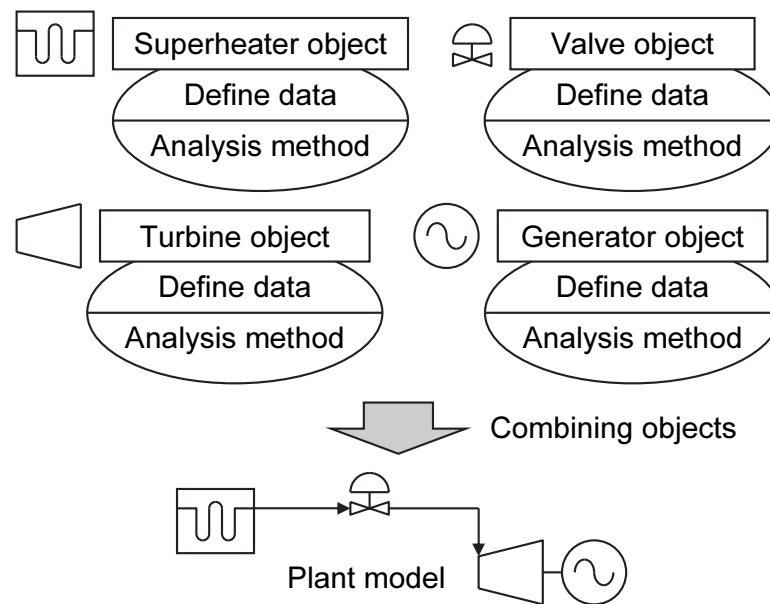 Superheater object
Define data
Analysis method
Valve object
Define data
Analysis method
Turbine object
Define data
Analysis method
Generator object
Define data
Analysis method
Combining objects
Plant model